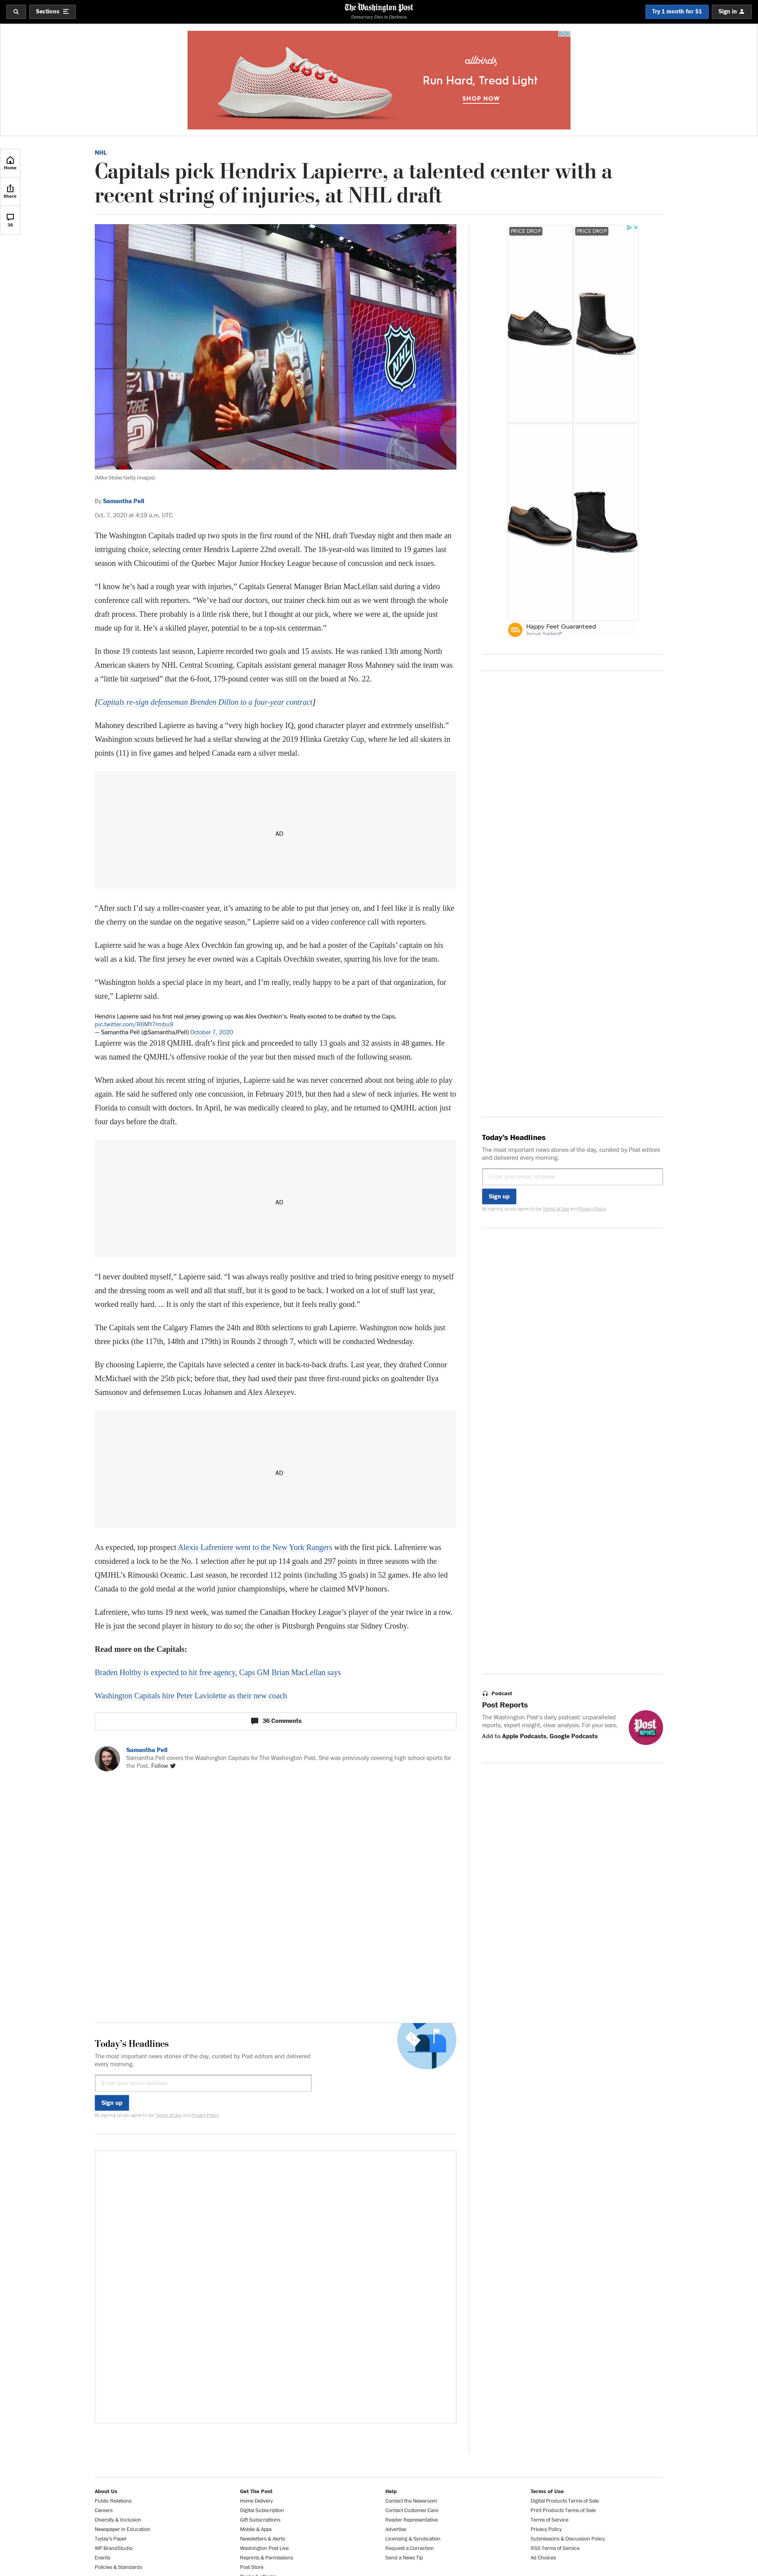 Sections
The Washington Post
Democracy Dies in Darkness
Try 1 month for $1
Sign in
allbirds
Run Hard, Tread Light
SHOP NOW
Home
Share
36
NHL
Capitals pick Hendrix Lapierre, a talented center with a
recent string of injuries, at NHL draft
NHL
(Mike Stobe/Getty Images)
By Samantha Pell
Oct. 7, 2020 at 4:19 a.m. UTC
The Washington Capitals traded up two spots in the first round of the NHL draft Tuesday night and then made an
intriguing choice, selecting center Hendrix Lapierre 22nd overall. The 18-year-old was limited to 19 games last
season with Chicoutimi of the Quebec Major Junior Hockey League because of concussion and neck issues.
“I know he’s had a rough year with injuries,” Capitals General Manager Brian MacLellan said during a video
conference call with reporters. “We’ve had our doctors, our trainer check him out as we went through the whole
draft process. There probably is a little risk there, but I thought at our pick, where we were at, the upside just
made up for it. He’s a skilled player, potential to be a top-six centerman.”
In those 19 contests last season, Lapierre recorded two goals and 15 assists. He was ranked 13th among North
American skaters by NHL Central Scouting. Capitals assistant general manager Ross Mahoney said the team was
a “little bit surprised” that the 6-foot, 179-pound center was still on the board at No. 22.
[Capitals re-sign defenseman Brenden Dillon to a four-year contract]
Mahoney described Lapierre as having a “very high hockey IQ, good character player and extremely unselfish.”
Washington scouts believed he had a stellar showing at the 2019 Hlinka Gretzky Cup, where he led all skaters in
points (11) in five games and helped Canada earn a silver medal.
AD
“After such I’d say a roller-coaster year, it’s amazing to be able to put that jersey on, and I feel like it is really like
the cherry on the sundae on the negative season,” Lapierre said on a video conference call with reporters.
Lapierre said he was a huge Alex Ovechkin fan growing up, and he had a poster of the Capitals’ captain on his
wall as a kid. The first jersey he ever owned was a Capitals Ovechkin sweater, spurring his love for the team.
“Washington holds a special place in my heart, and I’m really, really happy to be a part of that organization, for
sure,” Lapierre said.
Hendrix Lapierre said his first real jersey growing up was Alex Ovechkin's. Really excited to be drafted by the Caps.
pic.twitter.com/R6MY7rmbu9
— Samantha Pell (@SamanthaJPell) October 7, 2020
Lapierre was the 2018 QMJHL draft’s first pick and proceeded to tally 13 goals and 32 assists in 48 games. He
was named the QMJHL’s offensive rookie of the year but then missed much of the following season.
When asked about his recent string of injuries, Lapierre said he was never concerned about not being able to play
again. He said he suffered only one concussion, in February 2019, but then had a slew of neck injuries. He went to
Florida to consult with doctors. In April, he was medically cleared to play, and he returned to QMJHL action just
four days before the draft.
AD
“I never doubted myself,” Lapierre said. “I was always really positive and tried to bring positive energy to myself
and the dressing room as well and all that stuff, but it is good to be back. I worked on a lot of stuff last year,
worked really hard. ... It is only the start of this experience, but it feels really good.”
The Capitals sent the Calgary Flames the 24th and 80th selections to grab Lapierre. Washington now holds just
three picks (the 117th, 148th and 179th) in Rounds 2 through 7, which will be conducted Wednesday.
By choosing Lapierre, the Capitals have selected a center in back-to-back drafts. Last year, they drafted Connor
McMichael with the 25th pick; before that, they had used their past three first-round picks on goaltender Ilya
Samsonov and defensemen Lucas Johansen and Alex Alexeyev.
AD
As expected, top prospect Alexis Lafreniere went to the New York Rangers with the first pick. Lafreniere was
considered a lock to be the No. 1 selection after he put up 114 goals and 297 points in three seasons with the
QMJHL’s Rimouski Oceanic. Last season, he recorded 112 points (including 35 goals) in 52 games. He also led
Canada to the gold medal at the world junior championships, where he claimed MVP honors.
Lafreniere, who turns 19 next week, was named the Canadian Hockey League’s player of the year twice in a row.
He is just the second player in history to do so; the other is Pittsburgh Penguins star Sidney Crosby.
Read more on the Capitals:
Braden Holtby is expected to hit free agency, Caps GM Brian MacLellan says
Washington Capitals hire Peter Laviolette as their new coach
36 Comments
Samantha Pell
Samantha Pell covers the Washington Capitals for The Washington Post. She was previously covering high school sports for
the Post. Follow
Today’s Headlines
The most important news stories of the day, curated by Post editors and delivered
every morning.
Enter your email address
Sign up
By signing up you agree to our Terms of Use and Privacy Policy
PRICE DROP
PRICE DROP
Happy Feet Guaranteed
Samuel Hubbard®
Today’s Headlines
The most important news stories of the day, curated by Post editors
and delivered every morning.
Enter your email address
Sign up
By signing up you agree to our Terms of Use and Privacy Policy
Podcast
Post Reports
The Washington Post's daily podcast: unparalleled
reports, expert insight, clear analysis. For your ears.
Add to Apple Podcasts, Google Podcasts
Post
REPORTS
About Us
Public Relations
Careers
Diversity & Inclusion
Newspaper in Education
Today's Paper
WP BrandStudio
Events
Policies & Standards
Get The Post
Home Delivery
Digital Subscription
Gift Subscriptions
Mobile & Apps
Newsletters & Alerts
Washington Post Live
Reprints & Permissions
Post Store
Help
Contact the Newsroom
Contact Customer Care
Reader Representative
Advertise
Licensing & Syndication
Request a Correction
Send a News Tip
Terms of Use
Digital Products Terms of Sale
Print Products Terms of Sale
Terms of Service
Privacy Policy
Submissions & Discussion Policy
RSS Terms of Service
Ad Choices